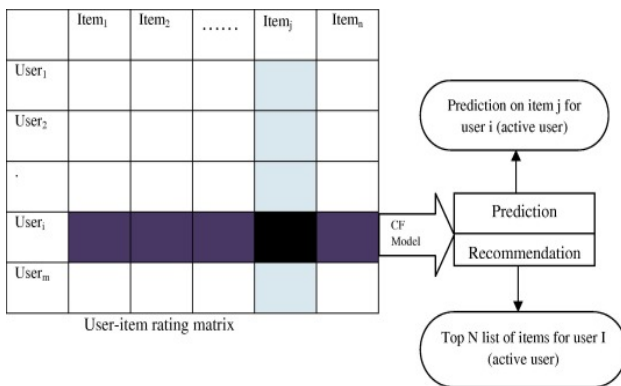 Item₁ Item₂ ...... Itemⱼ Itemₙ
User₁
User₂
.
Userᵢ
Userₘ
User-item rating matrix
CF
Model
Prediction on item j for
user i (active user)
Prediction
Recommendation
Top N list of items for user I
(active user)